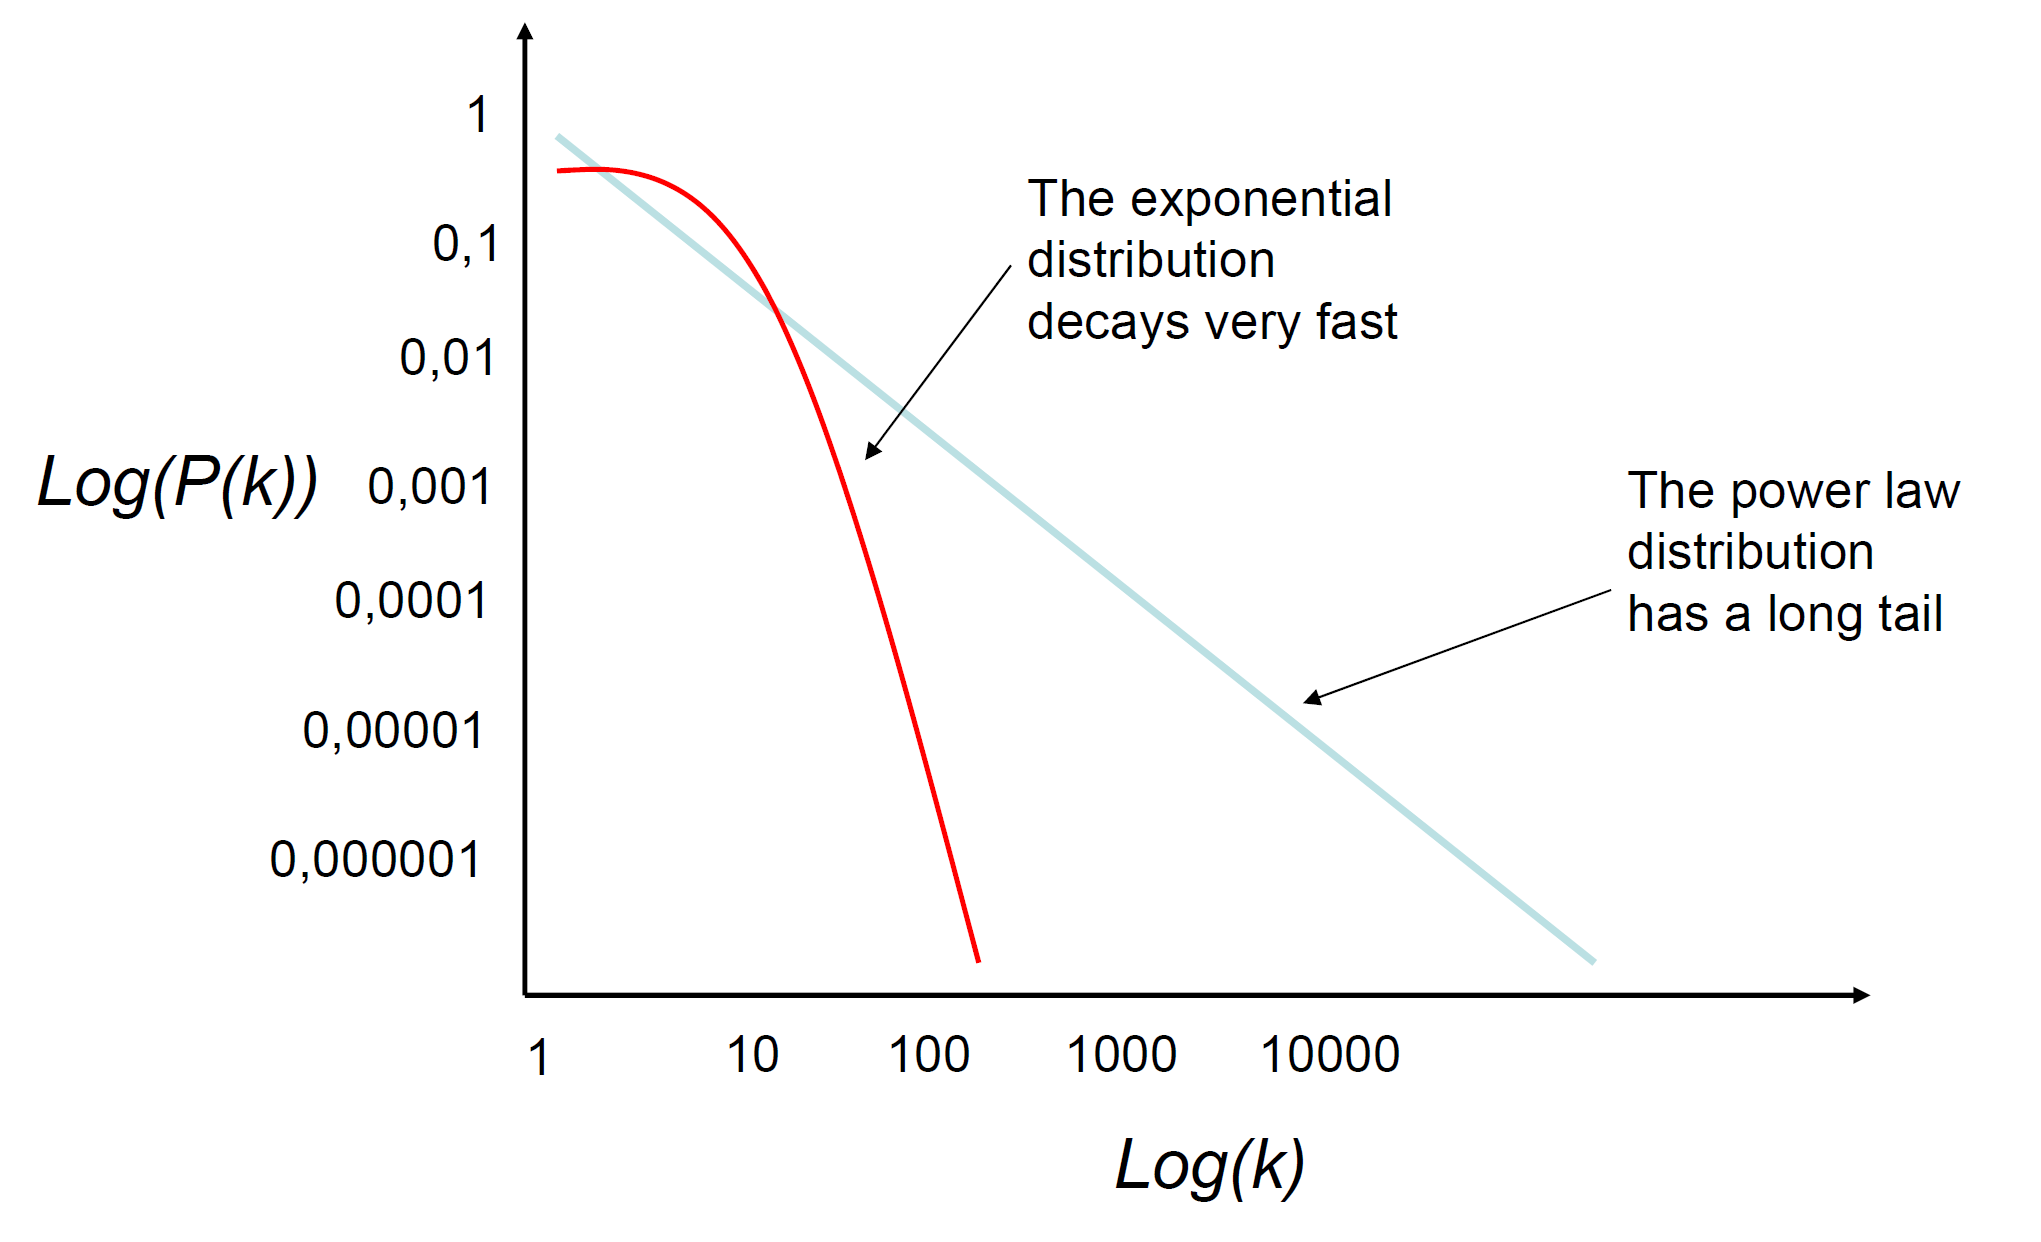 1
0,1
0,01
Log(P(k))
0,001
0,0001
0,00001
0,000001
The exponential
distribution
decays very fast
The power law
distribution
has a long tail
1 10 100 1000 10000
Log(k)